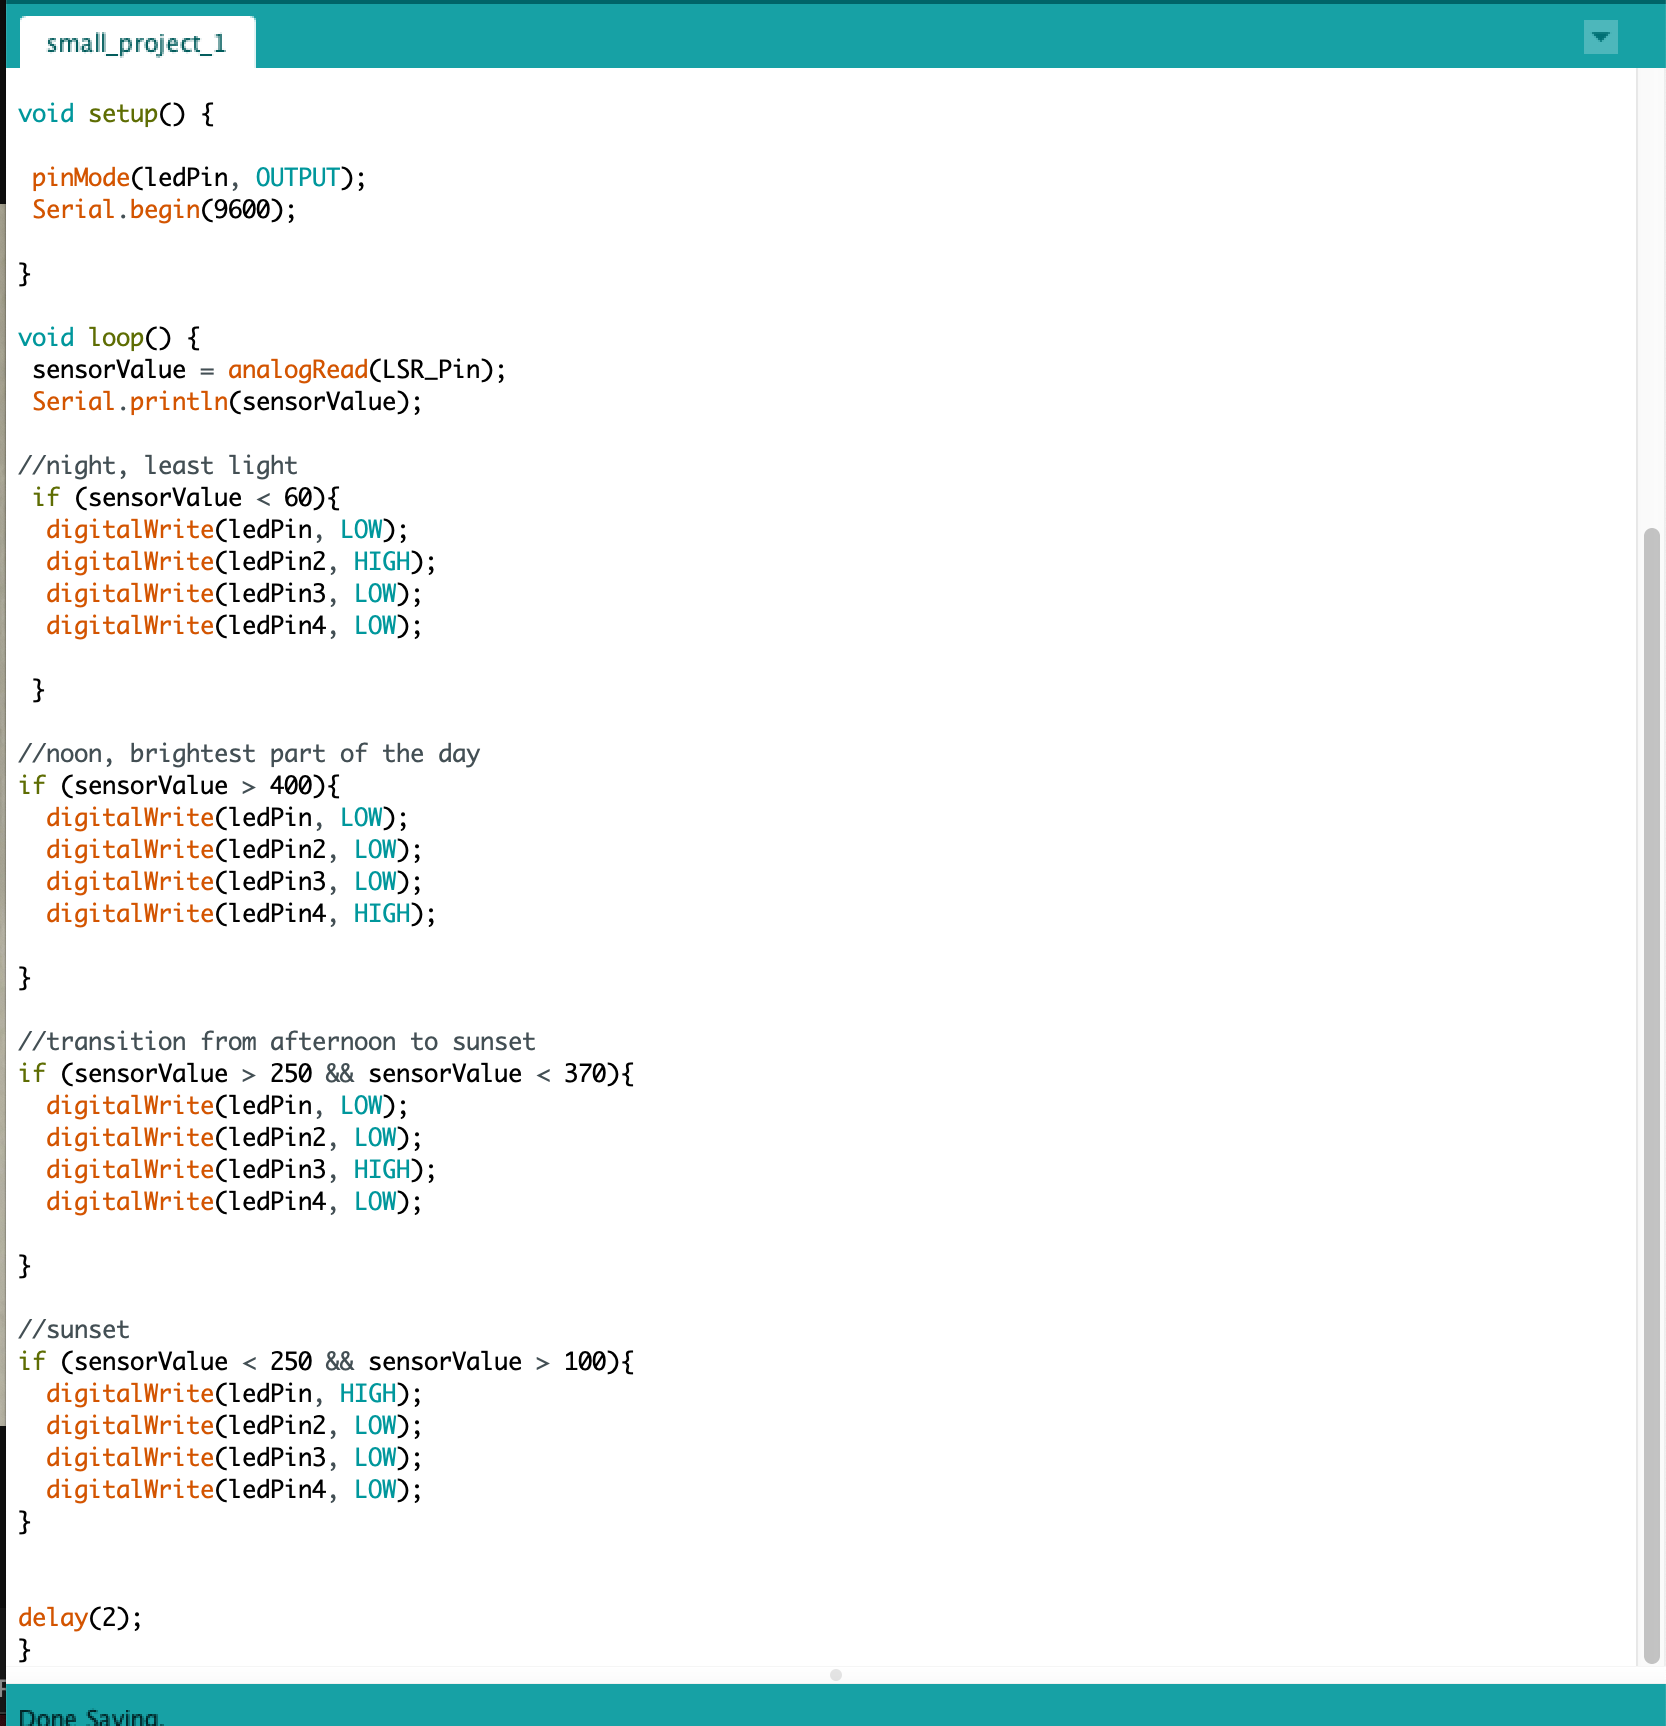 small_project_1
void setup() {
pinMode(ledPin, OUTPUT);
Serial.begin(9600);
}
void loop() {
sensorValue = analogRead(LSR_Pin);
Serial.println(sensorValue);
//night, least light
if (sensorValue < 60){
digitalWrite(ledPin, LOW);
digitalWrite(ledPin2, HIGH);
digitalWrite(ledPin3, LOW);
digitalWrite(ledPin4, LOW);
}
//noon, brightest part of the day
if (sensorValue > 400){
digitalWrite(ledPin, LOW);
digitalWrite(ledPin2, LOW);
digitalWrite(ledPin3, LOW);
digitalWrite(ledPin4, HIGH);
}
//transition from afternoon to sunset
if (sensorValue > 250 && sensorValue < 370){
digitalWrite(ledPin, LOW);
digitalWrite(ledPin2, LOW);
digitalWrite(ledPin3, HIGH);
digitalWrite(ledPin4, LOW);
}
//sunset
if (sensorValue < 250 && sensorValue > 100){
digitalWrite(ledPin, HIGH);
digitalWrite(ledPin2, LOW);
digitalWrite(ledPin3, LOW);
digitalWrite(ledPin4, LOW);
}
delay(2);
}
Done Saving.